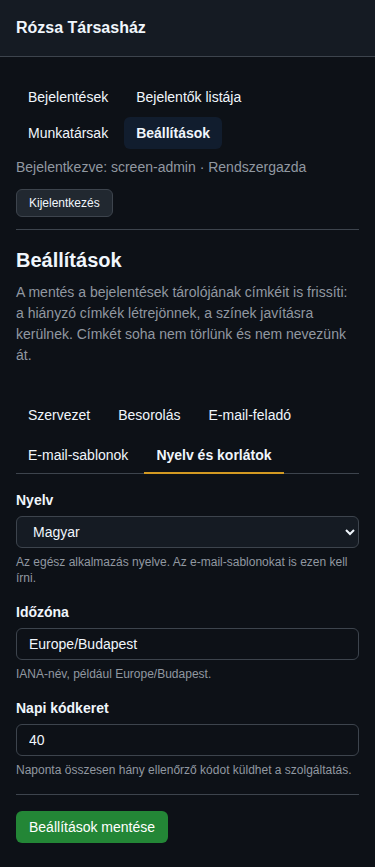 Rózsa Társasház
Bejelentések Bejelentők listája
Munkatársak Beállítások
Bejelentkezve: screen-admin · Rendszergazda
Kijelentkezés
Beállítások
A mentés a bejelentések tárolójának címkéit is frissíti:
a hiányzó címkék létrejönnek, a színek javításra
kerülnek. Címkét soha nem törlünk és nem nevezünk
át.
Szervezet Besorolás E-mail-feladó
E-mail-sablonok Nyelv és korlátok
Nyelv
Magyar
Az egész alkalmazás nyelve. Az e-mail-sablonokat is ezen kell
írni.
Időzóna
Europe/Budapest
IANA-név, például Europe/Budapest.
Napi kódkeret
40
Naponta összesen hány ellenőrző kódot küldhet a szolgáltatás.
Beállítások mentése